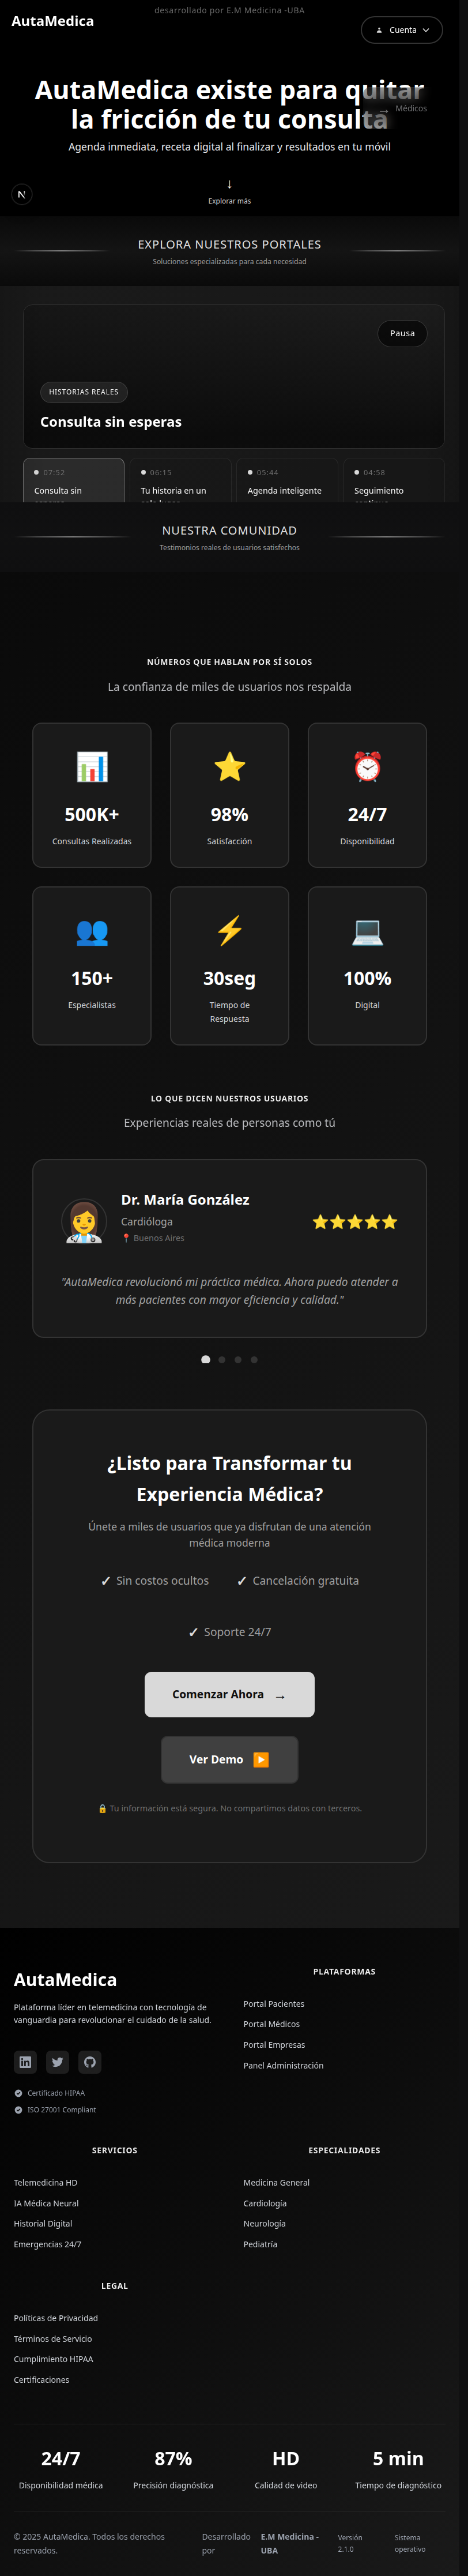 desarrollado por E.M Medicina -UBA
AutaMedica
Cuenta
AutaMedica existe para quitar
la fricción de tu consulta
→ Médicos
Agenda inmediata, receta digital al finalizar y resultados en tu móvil
↓
Explorar más
N
EXPLORA NUESTROS PORTALES
Soluciones especializadas para cada necesidad
Pausa
HISTORIAS REALES
Consulta sin esperas
07:52
Consulta sin
06:15
Tu historia en un
05:44
Agenda inteligente
04:58
Seguimiento
NUESTRA COMUNIDAD
Testimonios reales de usuarios satisfechos
NÚMEROS QUE HABLAN POR SÍ SOLOS
La confianza de miles de usuarios nos respalda
500K+
Consultas Realizadas
98%
Satisfacción
24/7
Disponibilidad
150+
Especialistas
30seg
Tiempo de
Respuesta
100%
Digital
LO QUE DICEN NUESTROS USUARIOS
Experiencias reales de personas como tú
Dr. María González
Cardióloga
📍 Buenos Aires
⭐⭐⭐⭐⭐
"AutaMedica revolucionó mi práctica médica. Ahora puedo atender a
más pacientes con mayor eficiencia y calidad."
¿Listo para Transformar tu
Experiencia Médica?
Únete a miles de usuarios que ya disfrutan de una atención
médica moderna
✓ Sin costos ocultos
✓ Cancelación gratuita
✓ Soporte 24/7
Comenzar Ahora →
Ver Demo ▶️
🔒 Tu información está segura. No compartimos datos con terceros.
AutaMedica
Plataforma líder en telemedicina con tecnología de
vanguardia para revolucionar el cuidado de la salud.
Certificado HIPAA
ISO 27001 Compliant
PLATAFORMAS
Portal Pacientes
Portal Médicos
Portal Empresas
Panel Administración
SERVICIOS
Telemedicina HD
IA Médica Neural
Historial Digital
Emergencias 24/7
ESPECIALIDADES
Medicina General
Cardiología
Neurología
Pediatría
LEGAL
Políticas de Privacidad
Términos de Servicio
Cumplimiento HIPAA
Certificaciones
24/7
Disponibilidad médica
87%
Precisión diagnóstica
HD
Calidad de video
5 min
Tiempo de diagnóstico
© 2025 AutaMedica. Todos los derechos
reservados.
Desarrollado
por
E.M Medicina -
UBA
Versión
2.1.0
Sistema
operativo